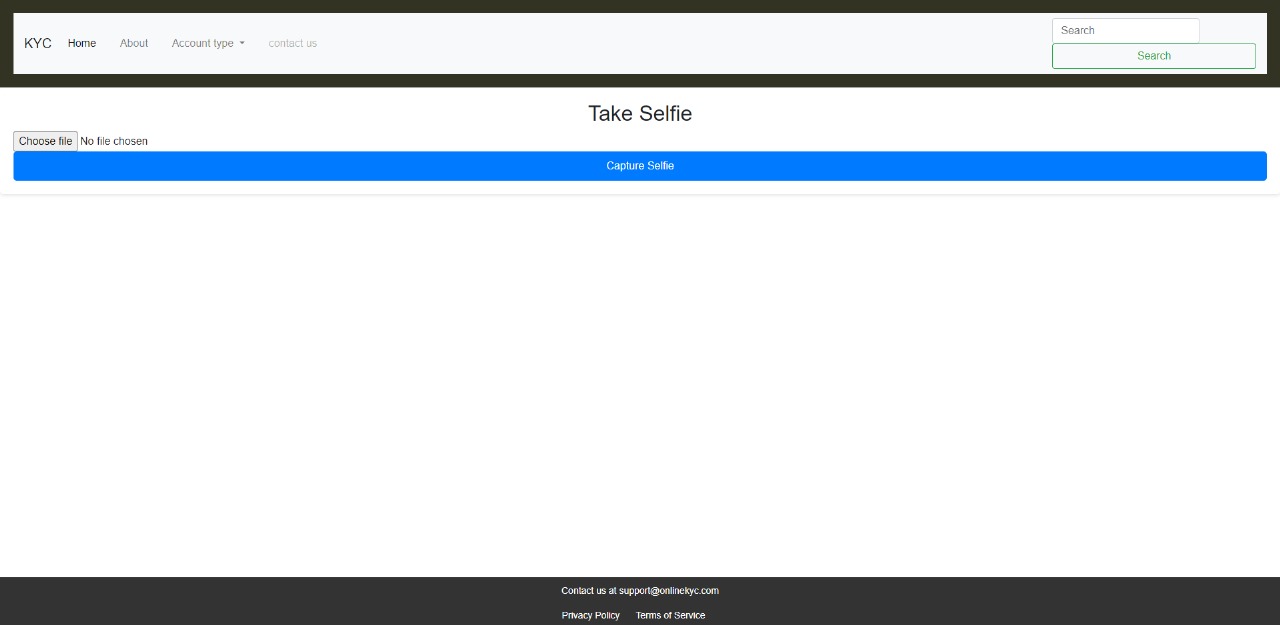 KYC Home About Account type contact us
Search
Search
Take Selfie
Choose file No file chosen
Capture Selfie
Contact us at support@onlinekyc.com
Privacy Policy Terms of Service